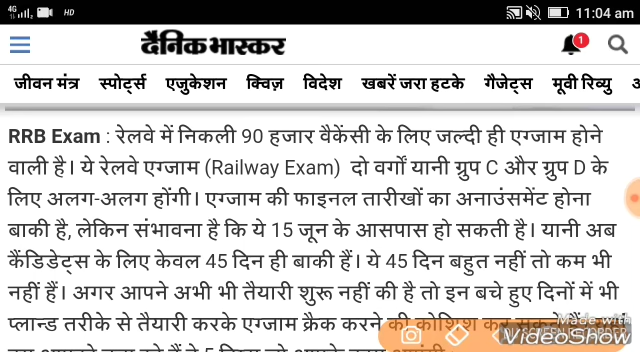 4G HD 11:04 am
दैनिक भास्कर 1
जीवन मंत्र स्पोर्ट्स एजुकेशन क्विज़ विदेश खबरें जरा हटके गैजेट्स मूवी रिव्यु
RRB Exam : रेलवे में निकली 90 हजार वैकेंसी के लिए जल्दी ही एग्जाम होने
वाली है। ये रेलवे एग्जाम (Railway Exam) दो वर्गों यानी ग्रुप C और ग्रुप D के
लिए अलग-अलग होंगी। एग्जाम की फाइनल तारीखों का अनाउंसमेंट होना
बाकी है, लेकिन संभावना है कि ये 15 जून के आसपास हो सकती है। यानी अब
कैंडिडेट्स के लिए केवल 45 दिन ही बाकी हैं। ये 45 दिन बहुत नहीं तो कम भी
नहीं हैं। अगर आपने अभी भी तैयारी शुरू नहीं की है तो इन बचे हुए दिनों में भी
प्लान्ड तरीके से तैयारी करके एग्जाम क्रैक करने की कोशिश कर
Made with
VideoShow